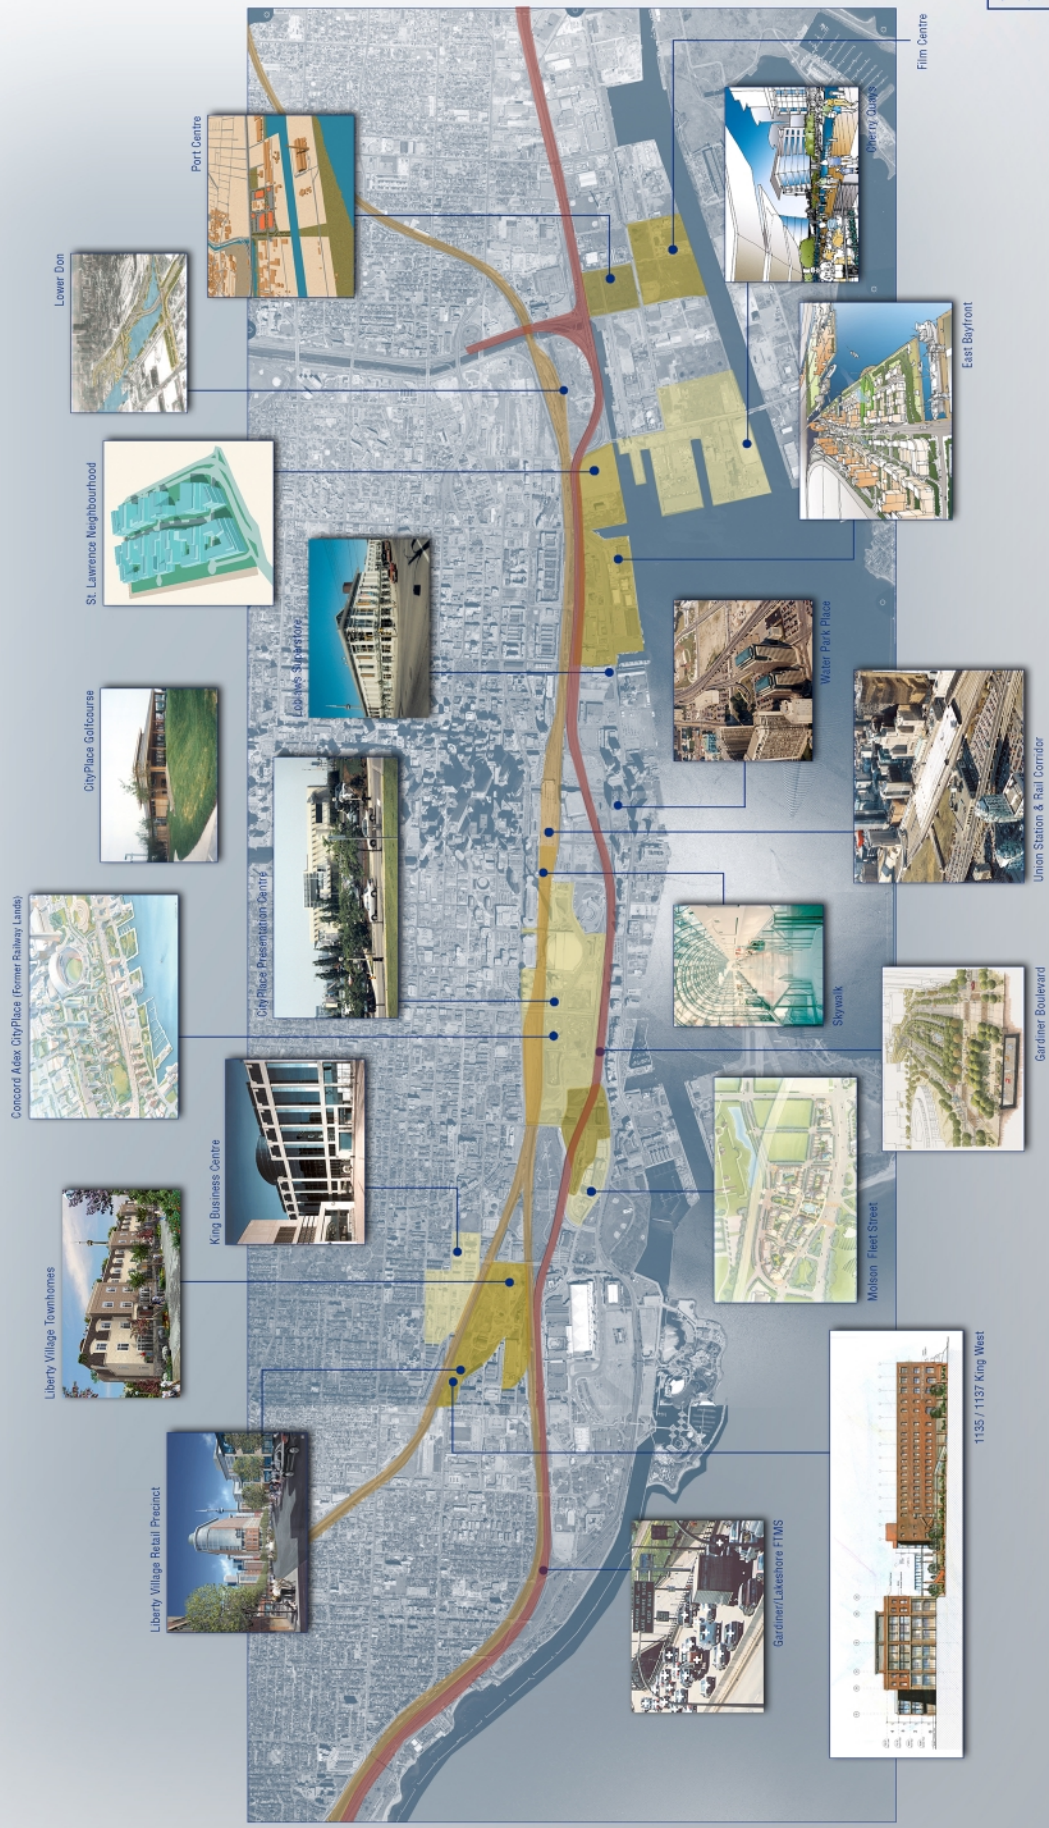 Liberty Village Retail Precinct
Liberty Village Townhomes
Concord Adex CityPlace (Former Railway Lands)
CityPlace Golfcourse
St. Lawrence Neighbourhood
Lower Don
Port Centre
King Business Centre
CityPlace Presentation Centre
Loblaws Superstore
Film Centre
Cherry Quays
East Bayfront
Water Park Place
Union Station & Rail Corridor
Skywalk
Gardiner Boulevard
Molson Fleet Street
1135 / 1137 King West
Gardiner/Lakeshore FTMS